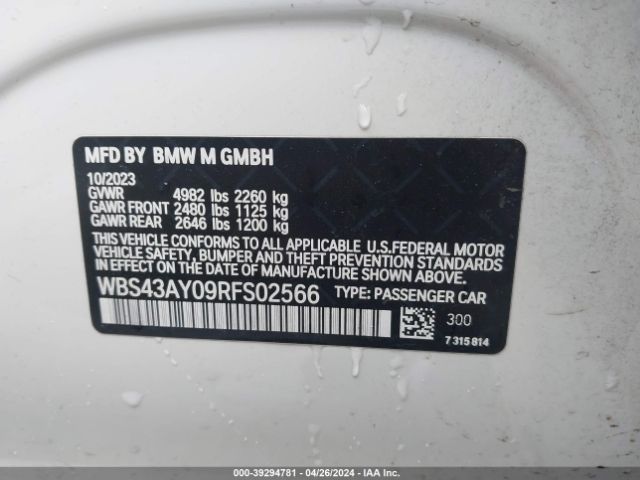 MFD BY BMW M GMBH
10/2023
GVWR 4982 lbs 2260 kg
GAWR FRONT 2480 lbs 1125 kg
GAWR REAR 2646 lbs 1200 kg
THIS VEHICLE CONFORMS TO ALL APPLICABLE U.S.FEDERAL MOTOR
VEHICLE SAFETY, BUMPER AND THEFT PREVENTION STANDARDS
IN EFFECT ON THE DATE OF MANUFACTURE SHOWN ABOVE.
WBS43AY09RFS02566 TYPE: PASSENGER CAR
300
7 315 814
000-39294781 - 04/26/2024 - IAA Inc.